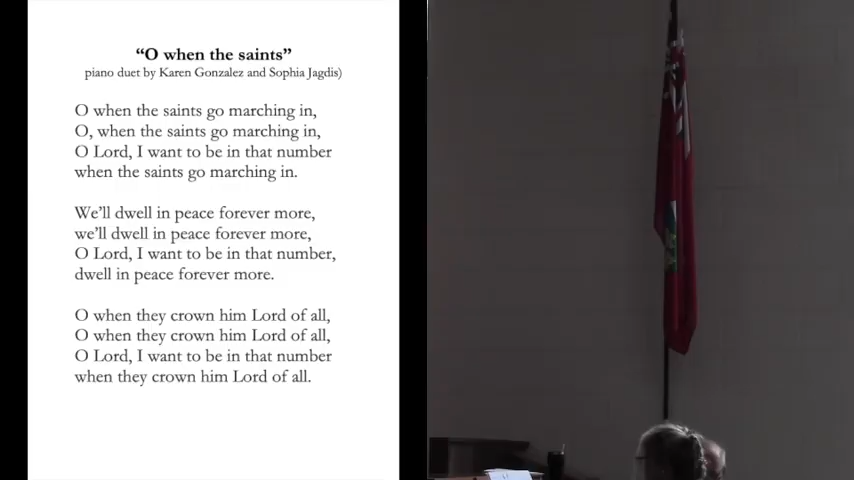 “O when the saints”
piano duet by Karen Gonzalez and Sophia Jagdis)
O when the saints go marching in,
O, when the saints go marching in,
O Lord, I want to be in that number
when the saints go marching in.
We’ll dwell in peace forever more,
we’ll dwell in peace forever more,
O Lord, I want to be in that number,
dwell in peace forever more.
O when they crown him Lord of all,
O when they crown him Lord of all,
O Lord, I want to be in that number
when they crown him Lord of all.